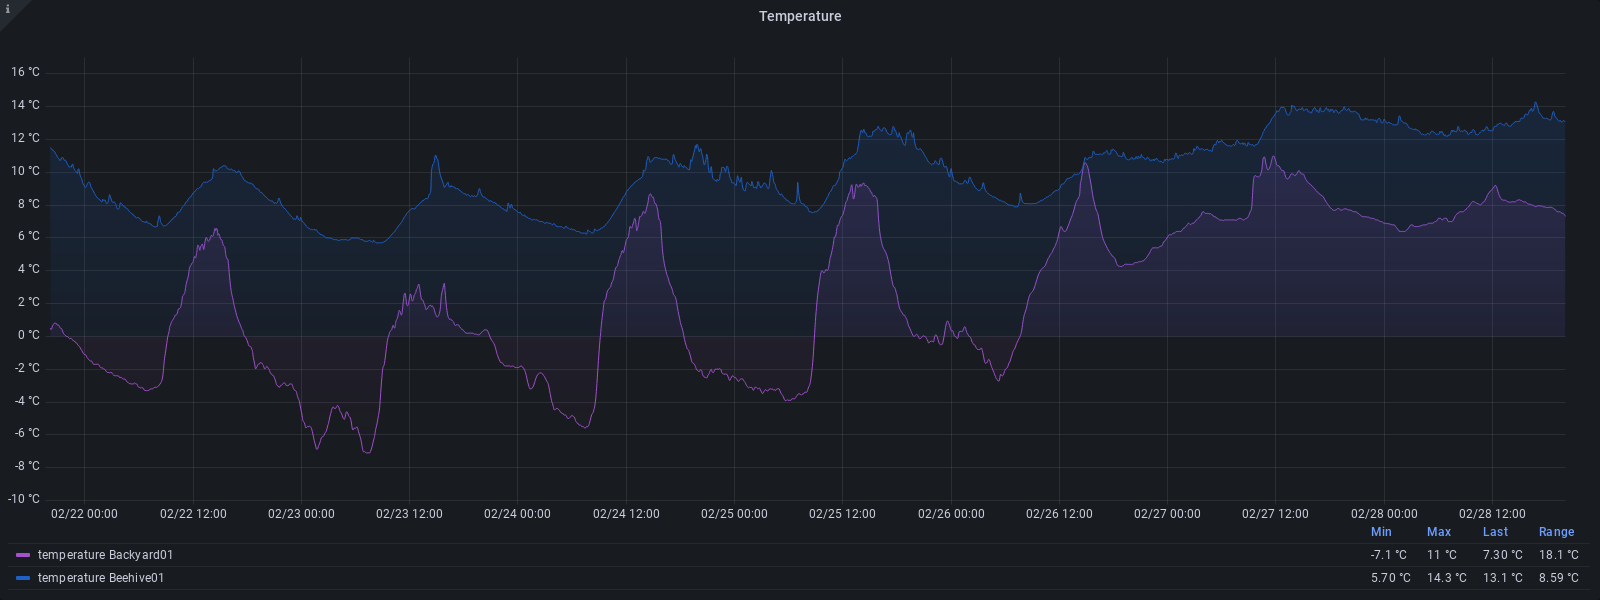 i
Temperature
16 °C
14 °C
12 °C
10 °C
8 °C
6 °C
4 °C
2 °C
0 °C
-2 °C
-4 °C
-6 °C
-8 °C
-10 °C
02/22 00:00 02/22 12:00 02/23 00:00 02/23 12:00 02/24 00:00 02/24 12:00 02/25 00:00 02/25 12:00 02/26 00:00 02/26 12:00 02/27 00:00 02/27 12:00 02/28 00:00 02/28 12:00
Min Max Last Range
temperature Backyard01 -7.1 °C 11 °C 7.30 °C 18.1 °C
temperature Beehive01 5.70 °C 14.3 °C 13.1 °C 8.59 °C